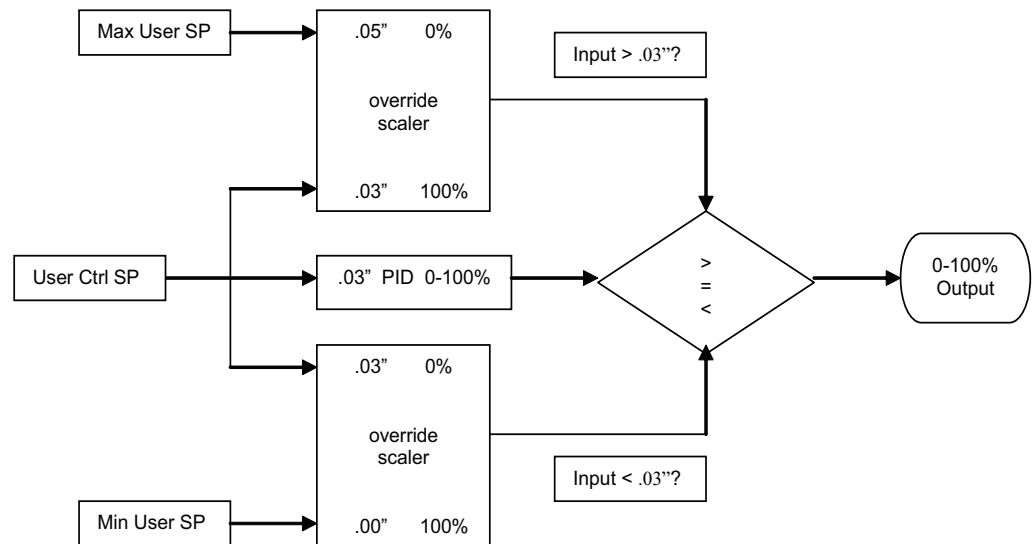 Max User SP
.05” 0%
override
scaler
.03” 100%
Input > .03”?
User Ctrl SP
.03” PID 0-100%
>
=
<
0-100%
Output
.03” 0%
override
scaler
.00” 100%
Input < .03”?
Min User SP